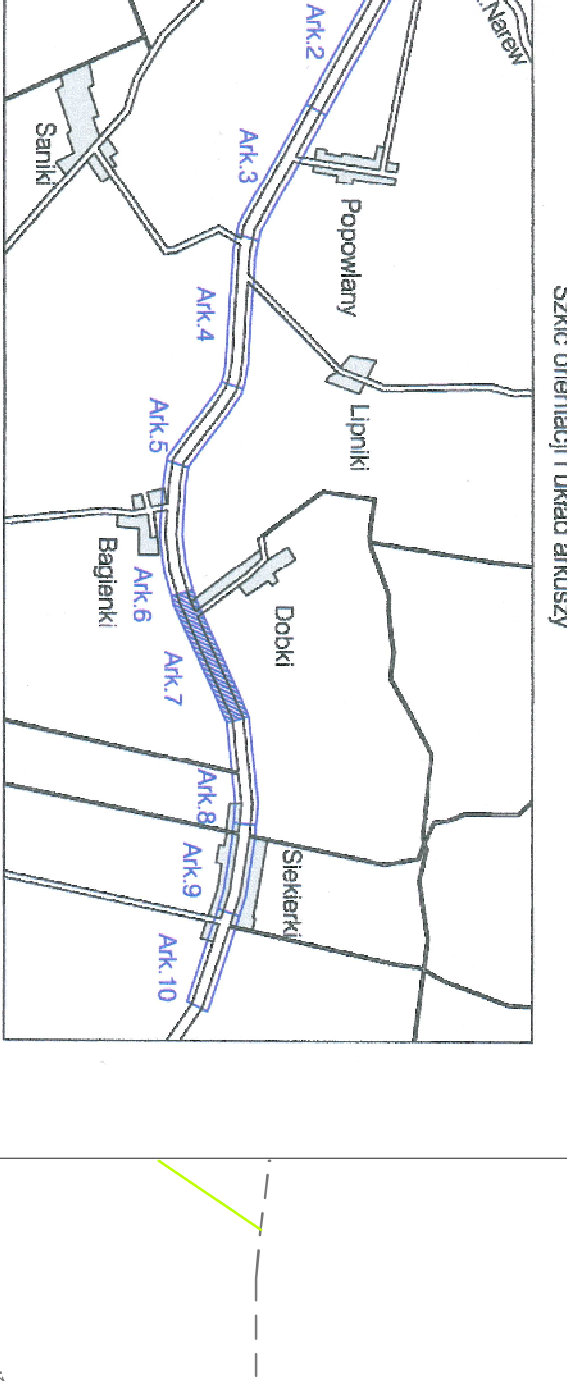 Szkic orientacji i układ arkuszy
Narew
Ark.2
Ark.3
Popowlany
Saniki
Ark.4
Lipniki
Ark.5
Bagienki
Ark.6
Dobki
Ark.7
Ark.8
Siekierki
Ark.9
Ark.10